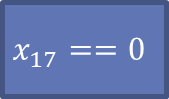 x₁₇ == 0